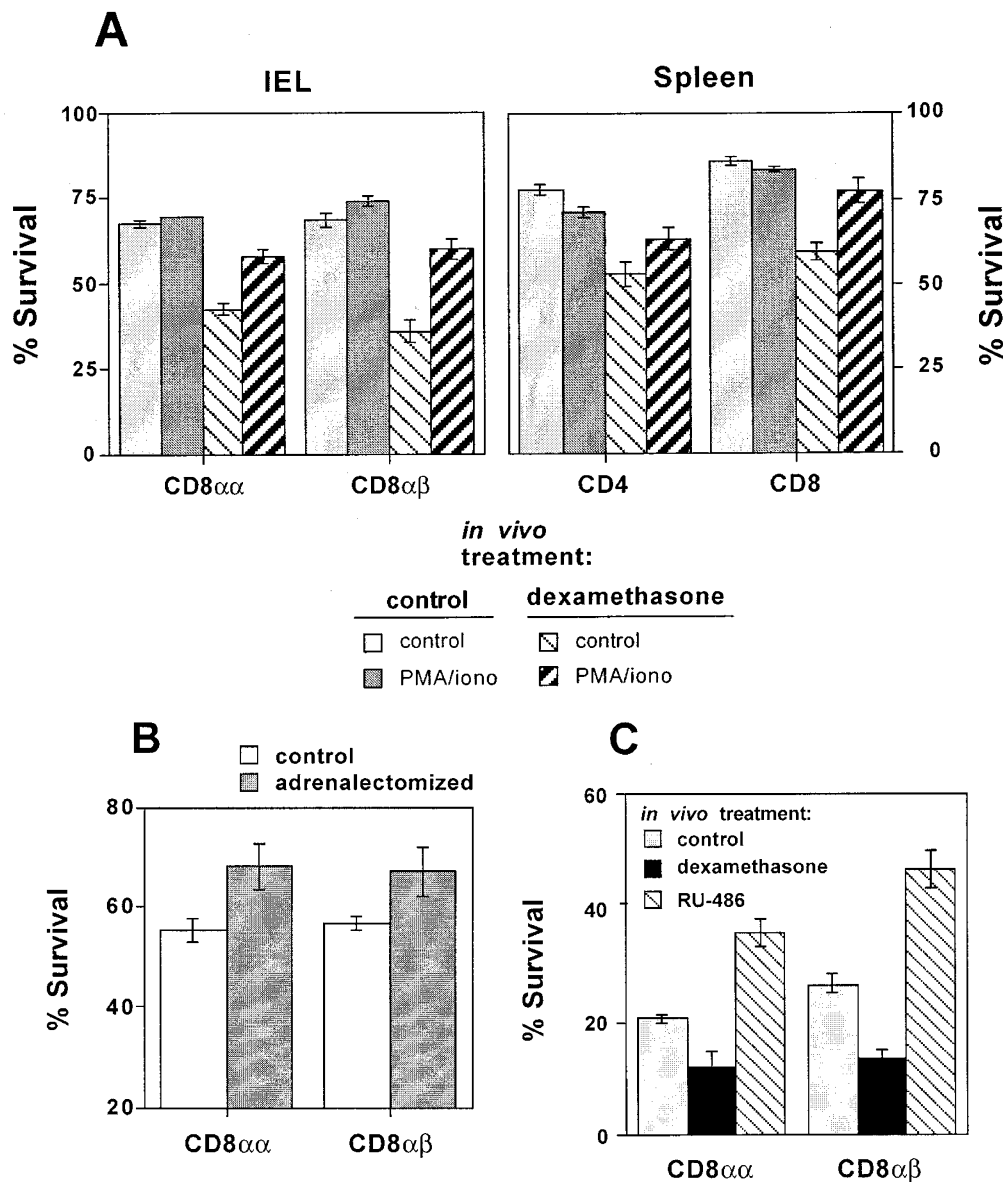 A
IEL Spleen
100 100
75 75
50 50
25 25
0 0
% Survival % Survival
CD8αα CD8αβ CD4 CD8
in vivo
treatment:
control dexamethasone
control control
PMA/iono PMA/iono
B
control
adrenalectomized
80
60
40
20
% Survival
CD8αα CD8αβ
C
60
40
20
0
% Survival
in vivo treatment:
control
dexamethasone
RU-486
CD8αα CD8αβ